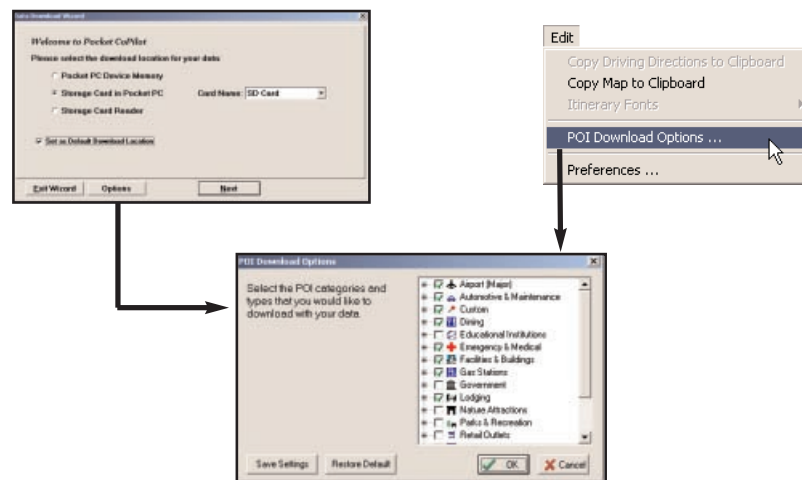 Data Download Wizard
Welcome to Pocket CoPilot
Please select the download location for your data:
Pocket PC Device Memory
Storage Card in Pocket PC
Card Name: SD Card
Storage Card Reader
Set as Default Download Location
Exit Wizard
Options
Next
Edit
Copy Driving Directions to Clipboard
Copy Map to Clipboard
Itinerary Fonts
POI Download Options ...
Preferences ...
POI Download Options
Select the POI categories and
types that you would like to
download with your data.
Airport (Major)
Automotive & Maintenance
Custom
Dining
Educational Institutions
Emergency & Medical
Facilities & Buildings
Gas Stations
Government
Lodging
Nature Attractions
Parks & Recreation
Retail Outlets
Save Settings
Restore Default
OK
Cancel